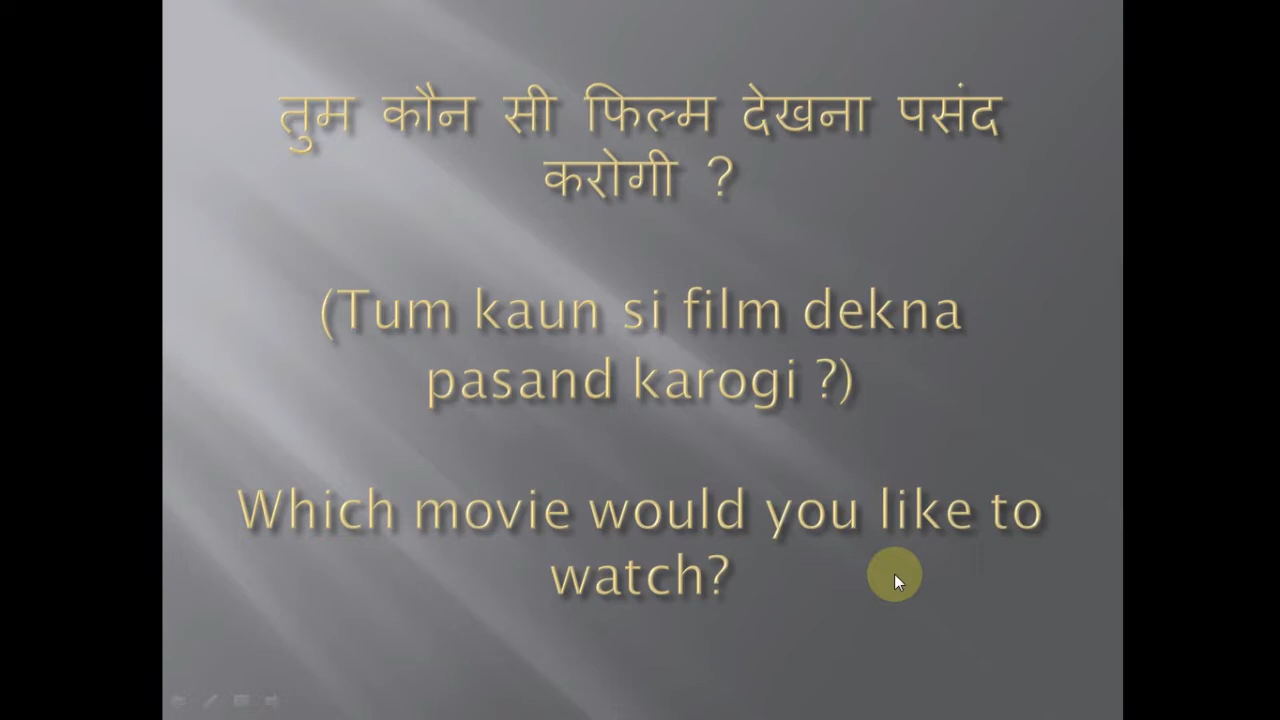 तुम कौन सी फिल्म देखना पसंद
करोगी ?
(Tum kaun si film dekna
pasand karogi ?)
Which movie would you like to
watch?